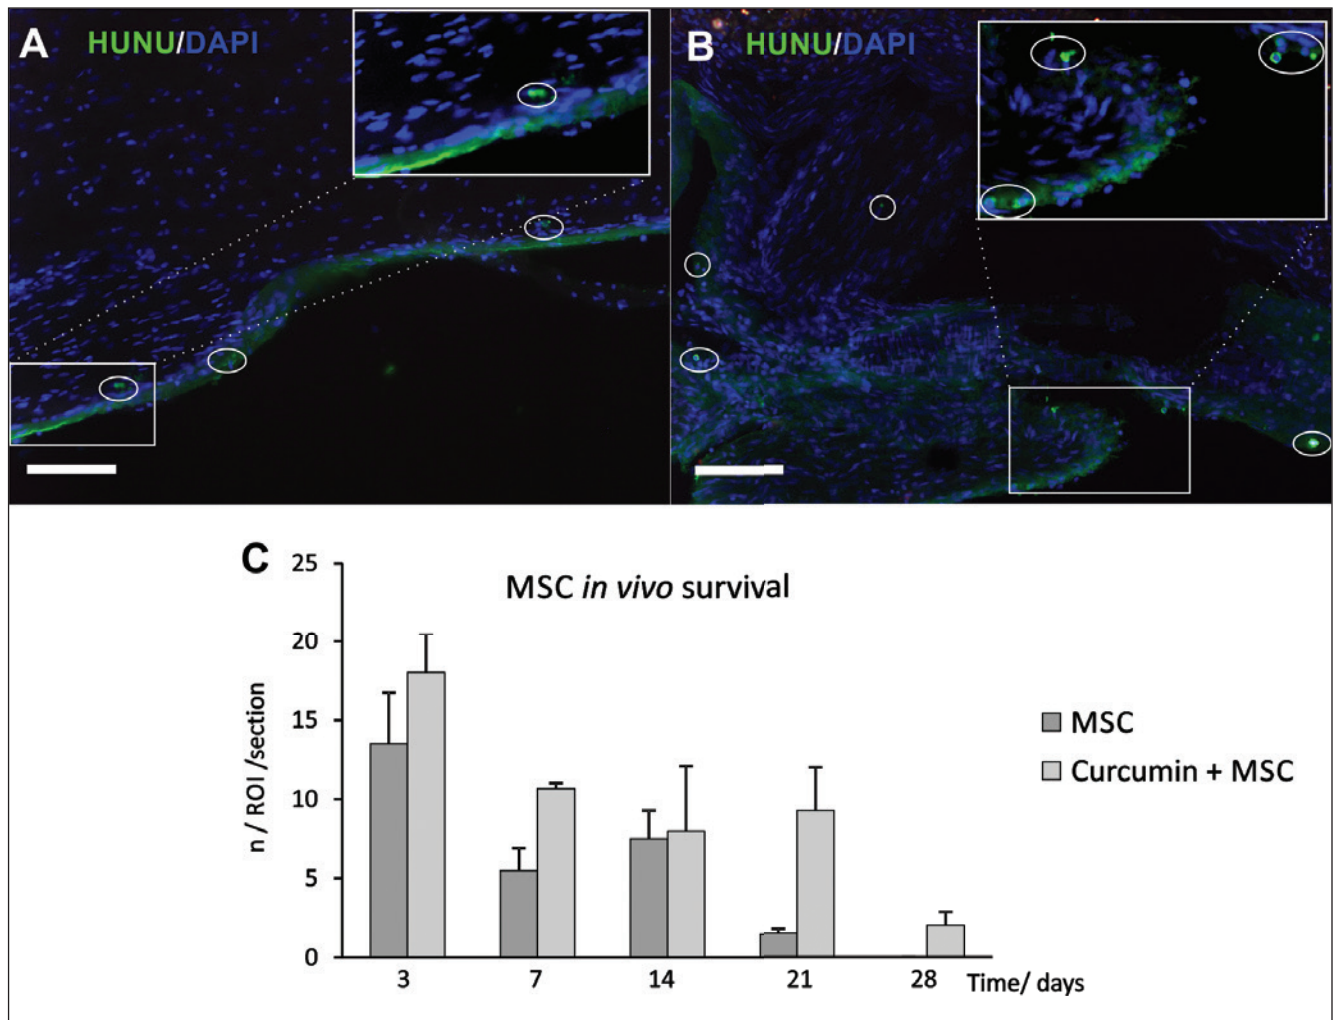 A
HUNU/DAPI
B
HUNU/DAPI
C
MSC in vivo survival
n / ROI /section
25
20
15
10
5
0
3
7
14
21
28
Time/ days
MSC
Curcumin + MSC